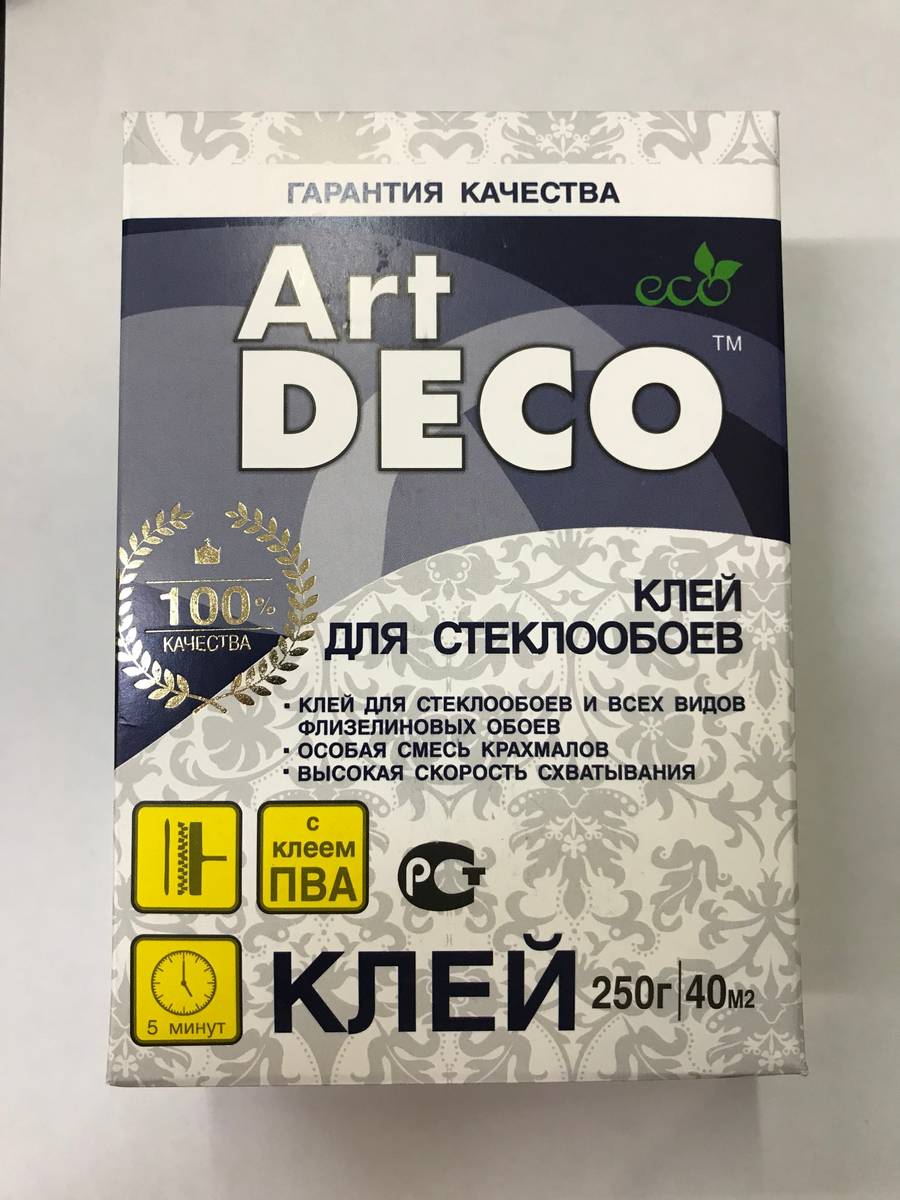 ГАРАНТИЯ КАЧЕСТВА
Art
DECO
eco
TM
100%
КАЧЕСТВА
КЛЕЙ
ДЛЯ СТЕКЛООБОЕВ
· КЛЕЙ ДЛЯ СТЕКЛООБОЕВ И ВСЕХ ВИДОВ
ФЛИЗЕЛИНОВЫХ ОБОЕВ
· ОСОБАЯ СМЕСЬ КРАХМАЛОВ
· ВЫСОКАЯ СКОРОСТЬ СХВАТЫВАНИЯ
с
клеем
ПВА
РСТ
5 минут
КЛЕЙ
250г|40м2